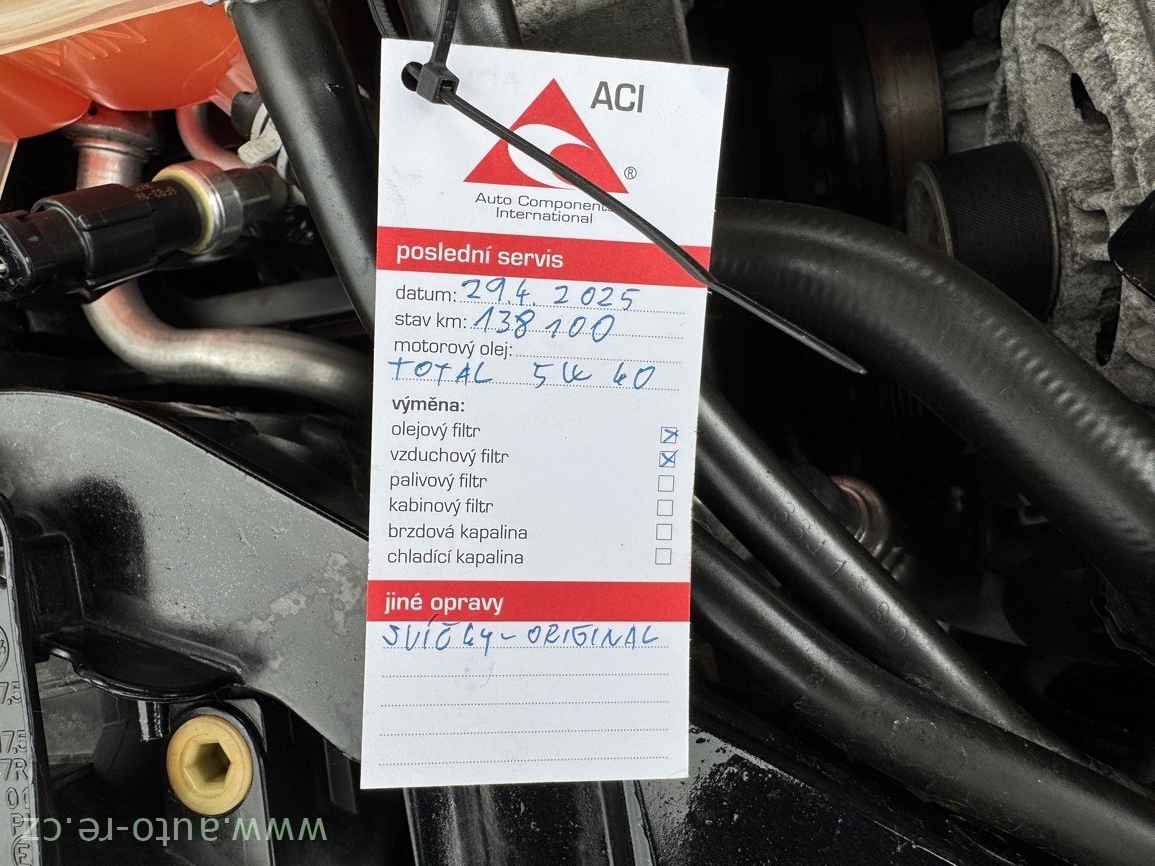 ACI
®
Auto Components
International
poslední servis
datum: 29.4. 2025
stav km: 138 100
motorový olej:
TOTAL 5W 40
výměna:
olejový filtr
vzduchový filtr
palivový filtr
kabinový filtr
brzdová kapalina
chladící kapalina
jiné opravy
SVÍČKY - ORIGINAL
www.auto-re.cz